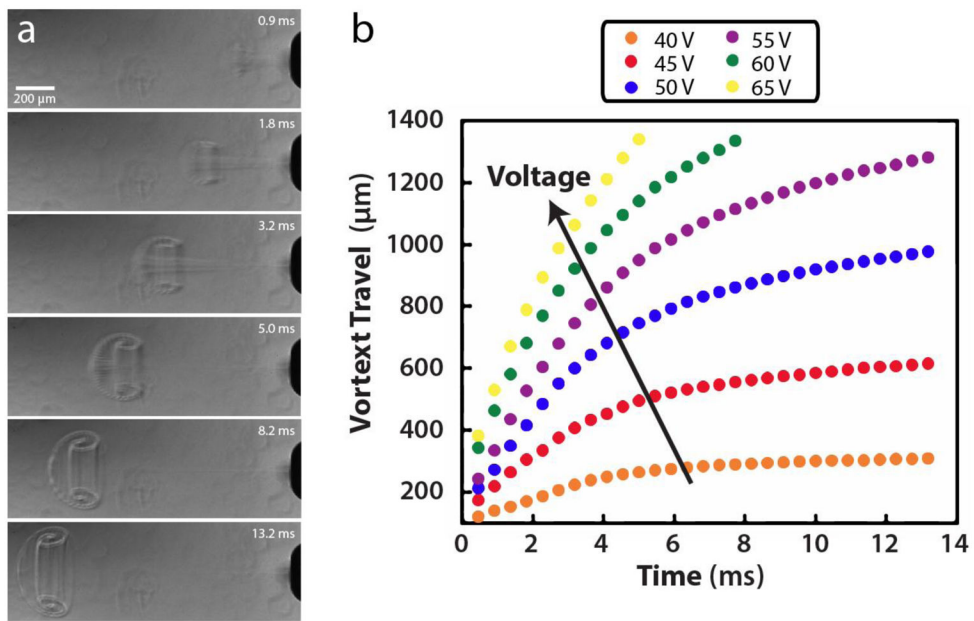 a
0.9 ms
200 µm
1.8 ms
3.2 ms
5.0 ms
8.2 ms
13.2 ms
b
40 V
55 V
45 V
60 V
50 V
65 V
Vortext Travel (µm)
1400
1200
1000
800
600
400
200
Voltage
0
2
4
6
8
10
12
14
Time (ms)